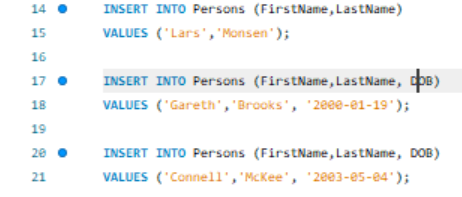 14 INSERT INTO Persons (FirstName,LastName)
15 VALUES ('Lars','Monsen');
16
17 INSERT INTO Persons (FirstName,LastName, DOB)
18 VALUES ('Gareth','Brooks', '2000-01-19');
19
20 INSERT INTO Persons (FirstName,LastName, DOB)
21 VALUES ('Connell','McKee', '2003-05-04');